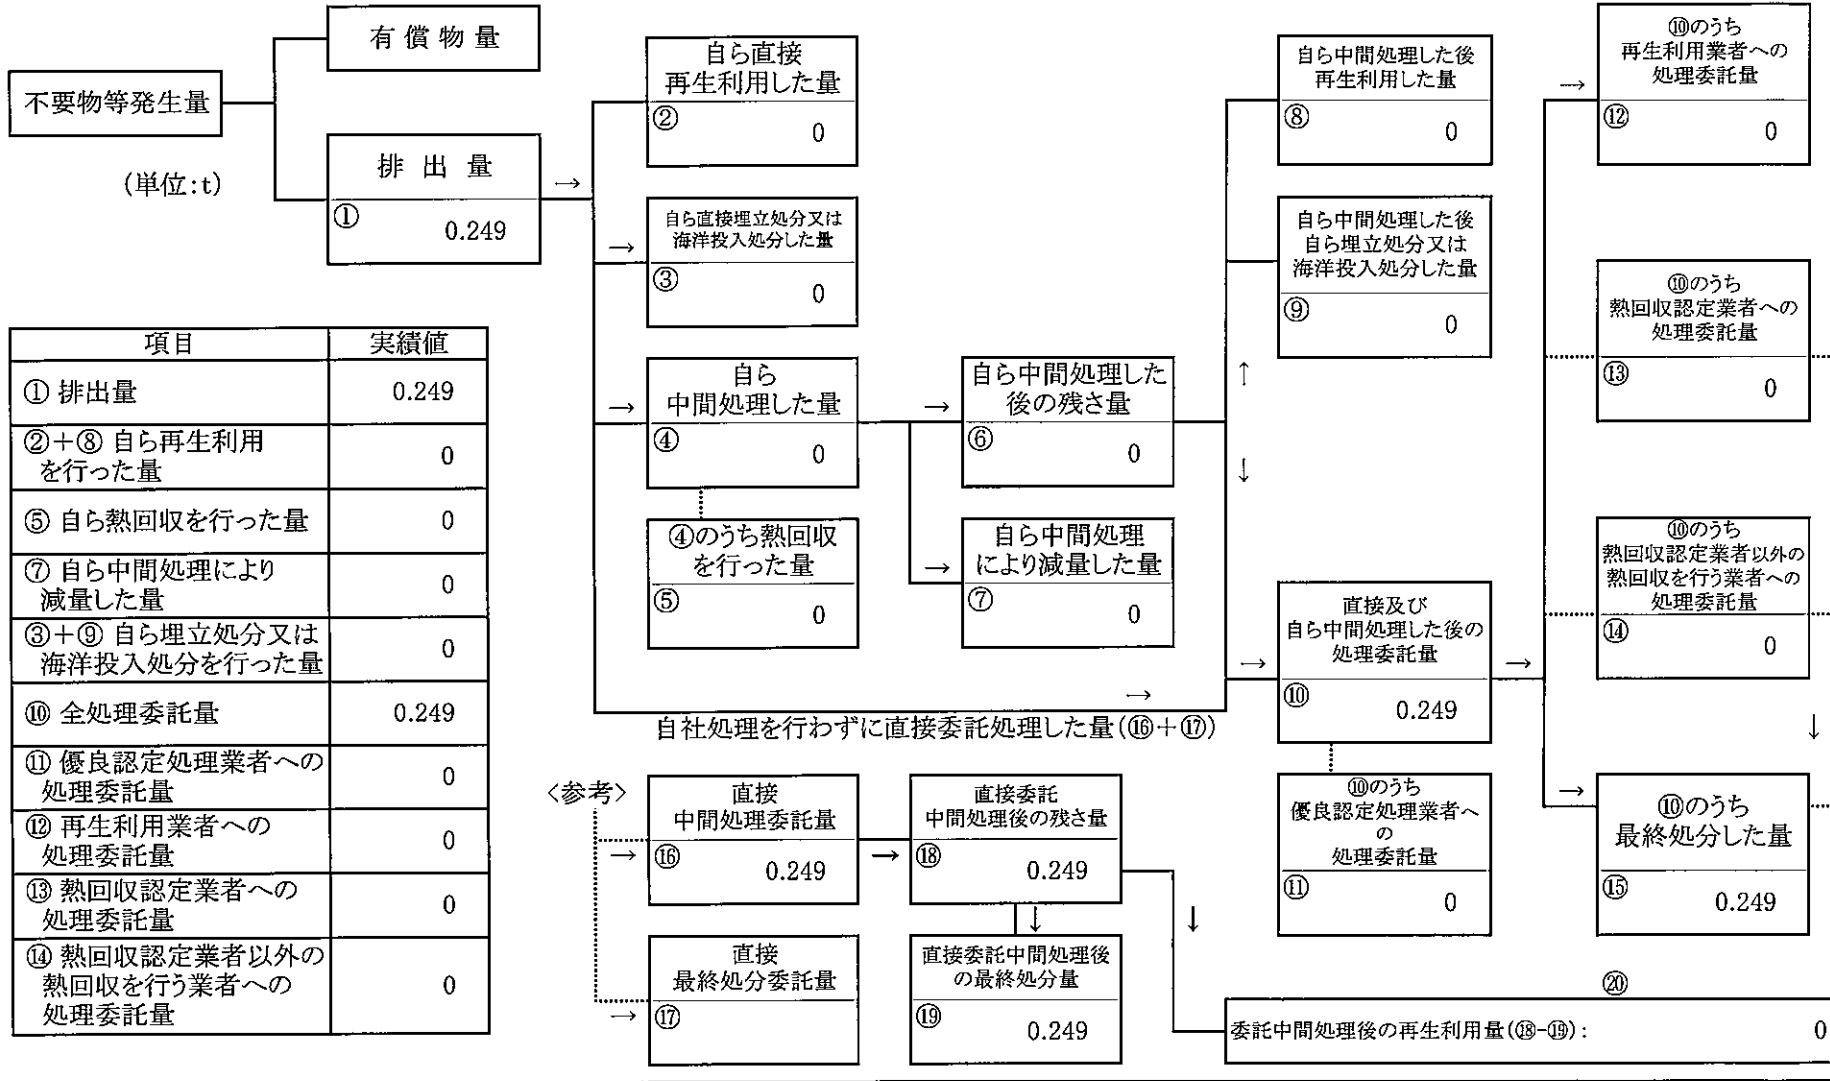 有 償 物 量
不要物等発生量
(単位:t)
排 出 量
①
0.249
→
自ら直接
再生利用した量
②
0
→
自ら直接埋立処分又は
海洋投入処分した量
③
0
→
自ら
中間処理した量
④
0
④のうち熱回収
を行った量
⑤
0
→
自ら中間処理した
後の残さ量
⑥
0
→
自ら中間処理
により減量した量
⑦
0
自ら中間処理した後
再生利用した量
⑧
0
自ら中間処理した後
自ら埋立処分又は
海洋投入処分した量
⑨
0
↑
↓
→
自社処理を行わずに直接委託処理した量(⑯+⑰)
→
直接及び
自ら中間処理した後の
処理委託量
⑩
0.249
⑩のうち
優良認定処理業者へ
の
処理委託量
⑪
0
→
→
⑩のうち
再生利用業者への
処理委託量
⑫
0
⑩のうち
熱回収認定業者への
処理委託量
⑬
0
⑩のうち
熱回収認定業者以外の
熱回収を行う業者への
処理委託量
⑭
0
↓
→
⑩のうち
最終処分した量
⑮
0.249
項目 実績値
① 排出量 0.249
②+⑧ 自ら再生利用
を行った量 0
⑤ 自ら熱回収を行った量 0
⑦ 自ら中間処理により
減量した量 0
③+⑨ 自ら埋立処分又は
海洋投入処分を行った量 0
⑩ 全処理委託量 0.249
⑪ 優良認定処理業者への
処理委託量 0
⑫ 再生利用業者への
処理委託量 0
⑬ 熱回収認定業者への
処理委託量 0
⑭ 熱回収認定業者以外の
熱回収を行う業者への
処理委託量 0
<参考>
→
直接
中間処理委託量
⑯
0.249
→
直接委託
中間処理後の残さ量
⑱
0.249
→
直接
最終処分委託量
⑰
↓
直接委託中間処理後
の最終処分量
⑲
0.249
↓
⑳
委託中間処理後の再生利用量(⑱-⑲): 0